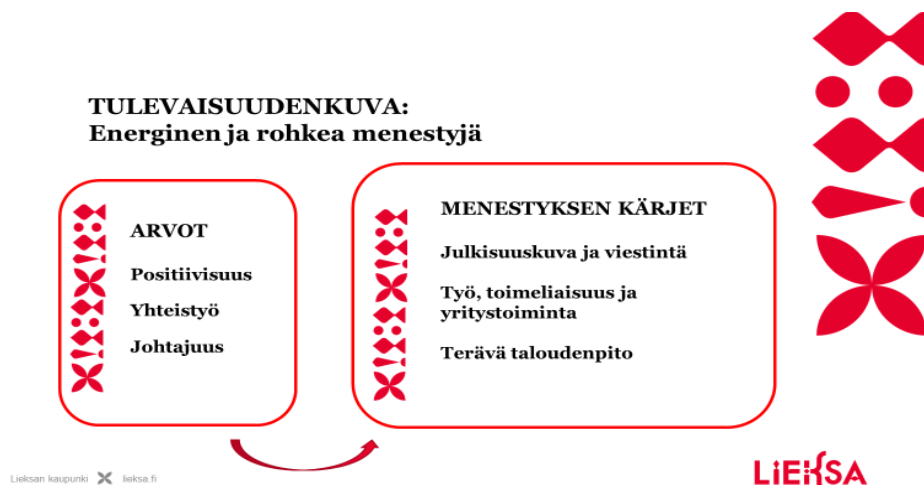 TULEVAISUUDENKUVA:
Energinen ja rohkea menestyjä
ARVOT
Positiivisuus
Yhteistyö
Johtajuus
MENESTYKSEN KÄRJET
Julkisuuskuva ja viestintä
Työ, toimeliaisuus ja
yritystoiminta
Terävä taloudenpito
Lieksan kaupunki lieksa.fi
LiEKSA